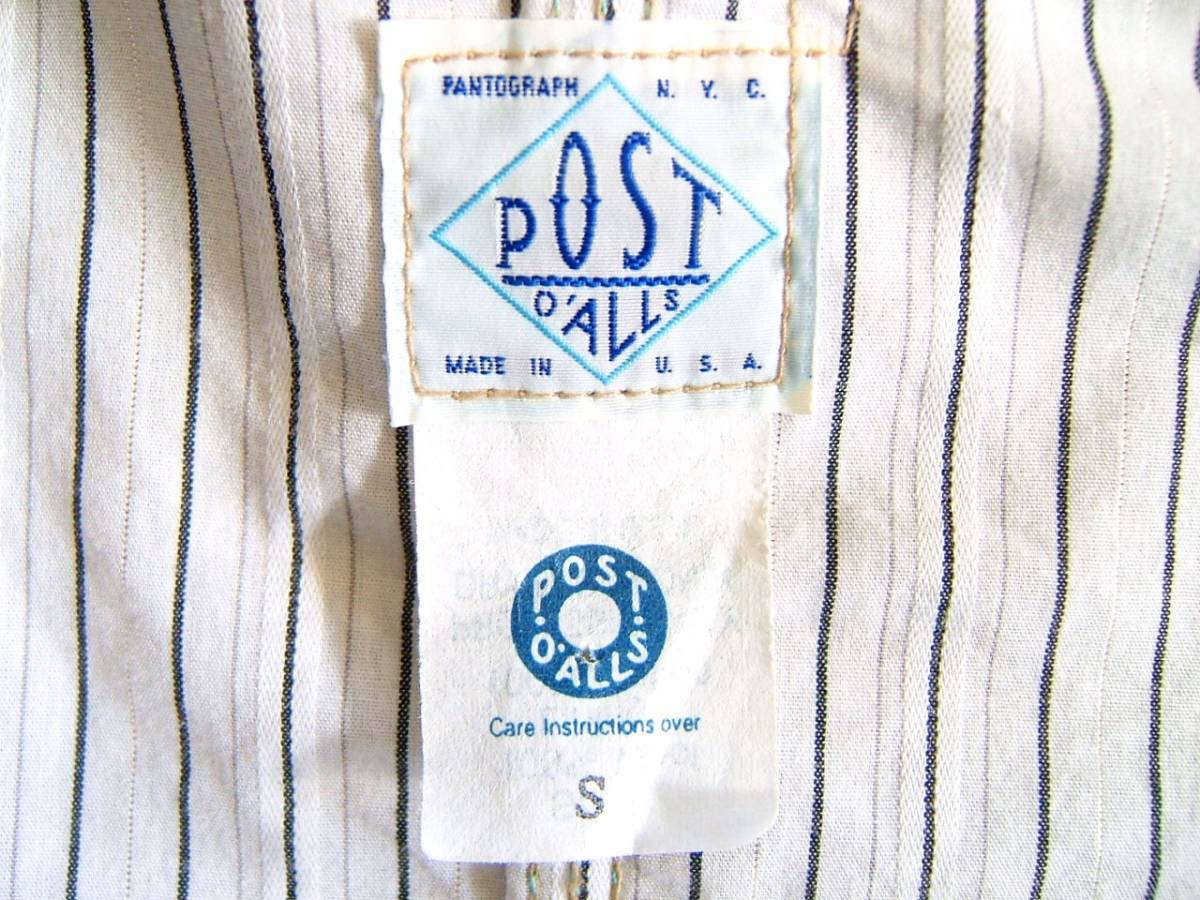 PANTOGRAPH N. Y. C.
POST
O'ALLS
MADE IN U. S. A.
POST
O'ALLS
Care Instructions over
S